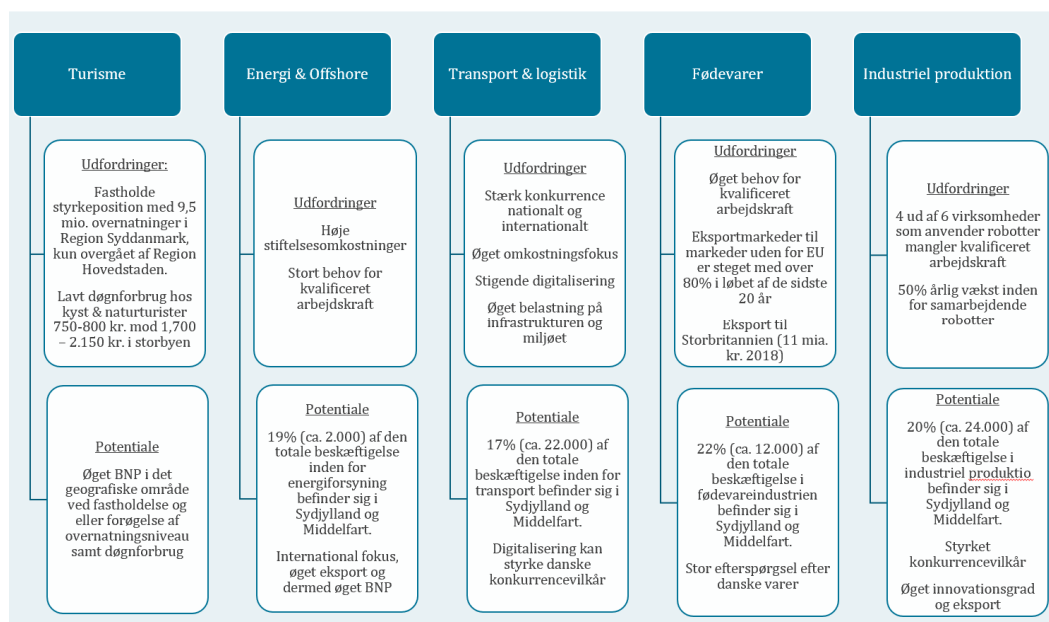 Turisme
Udfordringer:
Fastholde
styrkeposition med 9,5
mio. overnatninger i
Region Syddanmark,
kun overgået af Region
Hovedstaden.
Lavt døgnforbrug hos
kyst & naturturister
750-800 kr. mod 1,700
– 2.150 kr. i storbyen
Potentiale
Øget BNP i det
geografiske område
ved fastholdelse og
eller forøgelse af
overnatningsniveau
samt døgnforbrug
Energi & Offshore
Udfordringer
Høje
stiftelsesomkostninger
Stort behov for
kvalificeret
arbejdskraft
Potentiale
19% (ca. 2.000) af den
totale beskæftigelse
inden for
energiforsyning
befinder sig i
Sydjylland og
Middelfart.
International fokus,
øget eksport og
dermed øget BNP
Transport & logistik
Udfordringer
Stærk konkurrence
nationalt og
internationalt
Øget omkostningsfokus
Stigende digitalisering
Øget belastning på
infrastrukturen og
miljøet
Potentiale
17% (ca. 22.000) af
den totale
beskæftigelse inden for
transport befinder sig i
Sydjylland og
Middelfart.
Digitalisering kan
styrke danske
konkurrencevilkår
Fødevarer
Udfordringer
Øget behov for
kvalificeret
arbejdskraft
Eksportmarkeder til
markeder uden for EU
er steget med over
80% i løbet af de sidste
20 år
Eksport til
Storbritannien (11 mia.
kr. 2018)
Potentiale
22% (ca. 12.000) af
den totale
beskæftigelse i
fødevareindustrien
befinder sig i
Sydjylland og
Middelfart.
Stor efterspørgsel efter
danske varer
Industriel produktion
Udfordringer
4 ud af 6 virksomheder
som anvender robotter
mangler kvalificeret
arbejdskraft
50% årlig vækst inden
for samarbejdende
robotter
Potentiale
20% (ca. 24.000) af
den totale
beskæftigelse i
industriel produktio
befinder sig i
Sydjylland og
Middelfart.
Styrket
konkurrencevilkår
Øget innovationsgrad
og eksport